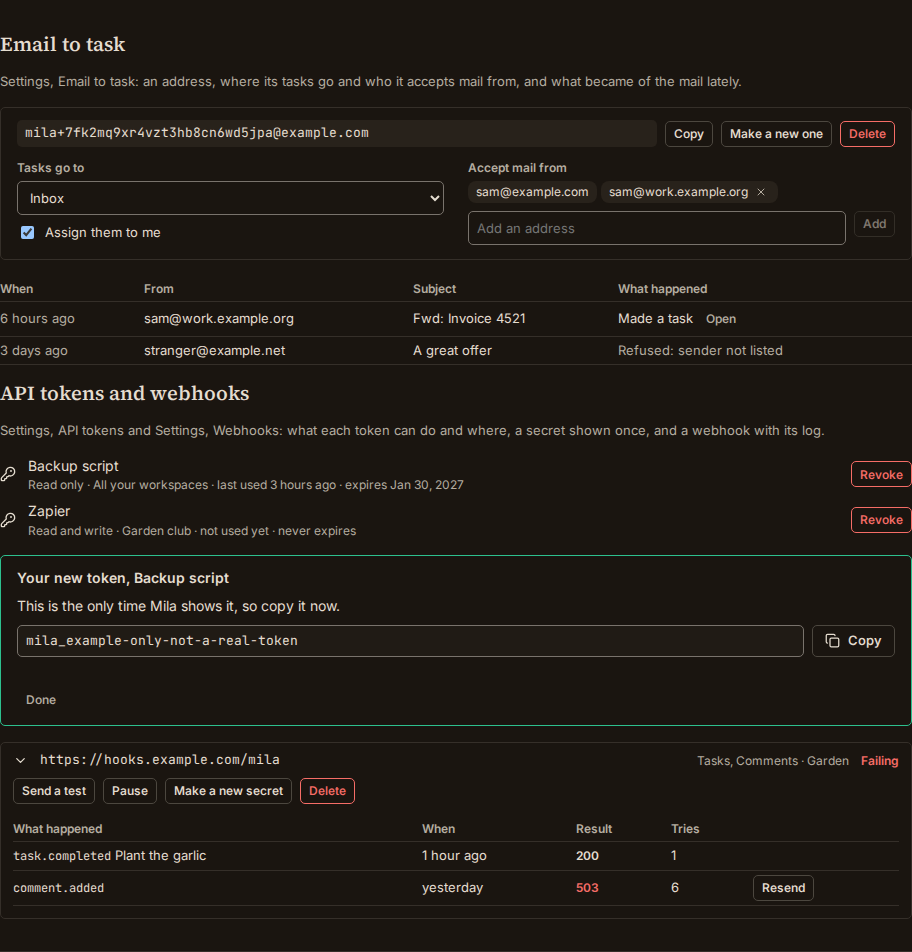 Email to task
Settings, Email to task: an address, where its tasks go and who it accepts mail from, and what became of the mail lately.
mila+7fk2mq9xr4vzt3hb8cn6wd5jpa@example.com Copy Make a new one Delete
Tasks go to Accept mail from
Inbox sam@example.com sam@work.example.org ×
Assign them to me Add an address Add
When From Subject What happened
6 hours ago sam@work.example.org Fwd: Invoice 4521 Made a task Open
3 days ago stranger@example.net A great offer Refused: sender not listed
API tokens and webhooks
Settings, API tokens and Settings, Webhooks: what each token can do and where, a secret shown once, and a webhook with its log.
Backup script
Read only · All your workspaces · last used 3 hours ago · expires Jan 30, 2027 Revoke
Zapier
Read and write · Garden club · not used yet · never expires Revoke
Your new token, Backup script
This is the only time Mila shows it, so copy it now.
mila_example-only-not-a-real-token Copy
Done
https://hooks.example.com/mila Tasks, Comments · Garden Failing
Send a test Pause Make a new secret Delete
What happened When Result Tries
task.completed Plant the garlic 1 hour ago 200 1
comment.added yesterday 503 6 Resend